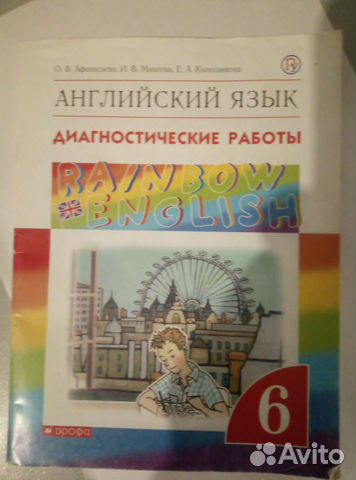 О. В. Афанасьева, И. В. Михеева, Е. А. Колесникова
АНГЛИЙСКИЙ ЯЗЫК
ДИАГНОСТИЧЕСКИЕ РАБОТЫ
RAINBOW
ENGLISH
6
дрофа
Avito